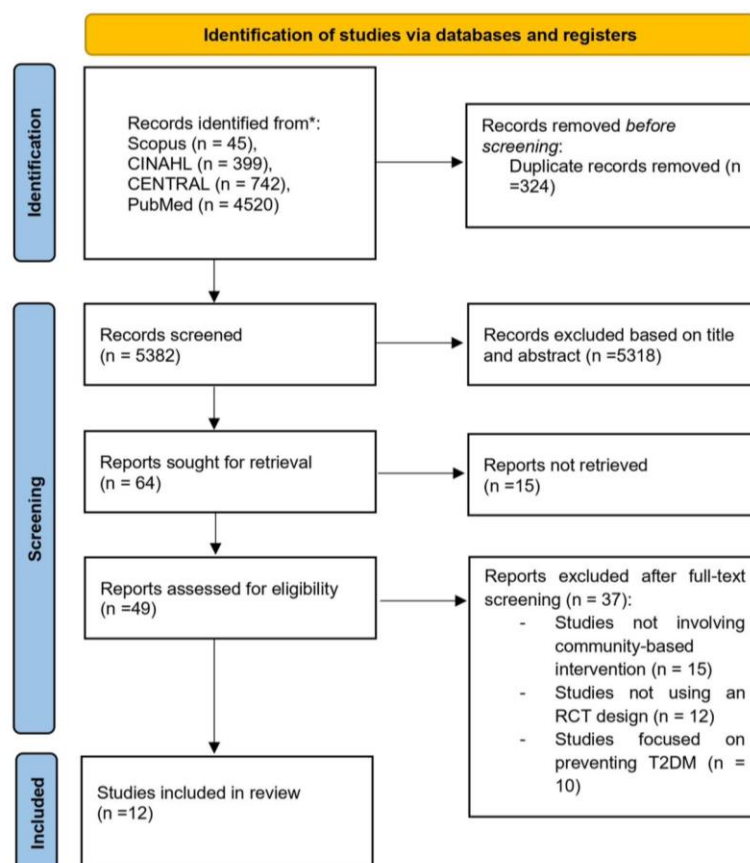 Identification of studies via databases and registers
Identification
Records identified from*:
Scopus (n = 45),
CINAHL (n = 399),
CENTRAL (n = 742),
PubMed (n = 4520)
Records removed before
screening:
Duplicate records removed (n
=324)
Screening
Records screened
(n = 5382)
Records excluded based on title
and abstract (n =5318)
Reports sought for retrieval
(n = 64)
Reports not retrieved
(n =15)
Reports assessed for eligibility
(n =49)
Reports excluded after full-text
screening (n = 37):
- Studies not involving
community-based
intervention (n = 15)
- Studies not using an
RCT design (n = 12)
- Studies focused on
preventing T2DM (n =
10)
Included
Studies included in review
(n =12)